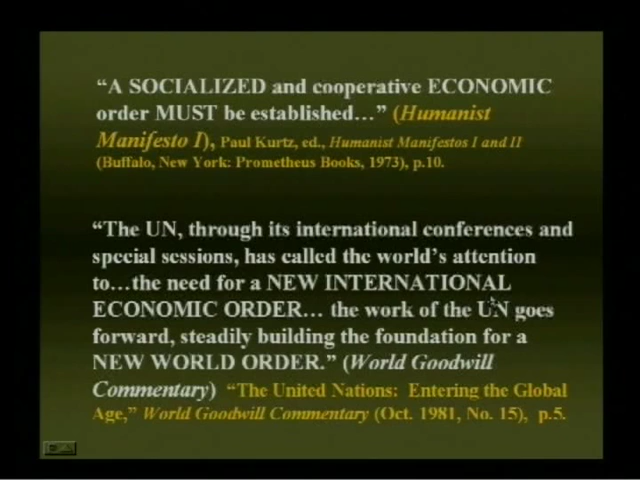 “A SOCIALIZED and cooperative ECONOMIC
order MUST be established…” (Humanist
Manifesto I), Paul Kurtz, ed., Humanist Manifestos I and II
(Buffalo, New York: Prometheus Books, 1973), p.10.
“The UN, through its international conferences and
special sessions, has called the world’s attention
to…the need for a NEW INTERNATIONAL
ECONOMIC ORDER… the work of the UN goes
forward, steadily building the foundation for a
NEW WORLD ORDER.” (World Goodwill
Commentary) “The United Nations: Entering the Global
Age,” World Goodwill Commentary (Oct. 1981, No. 15), p.5.